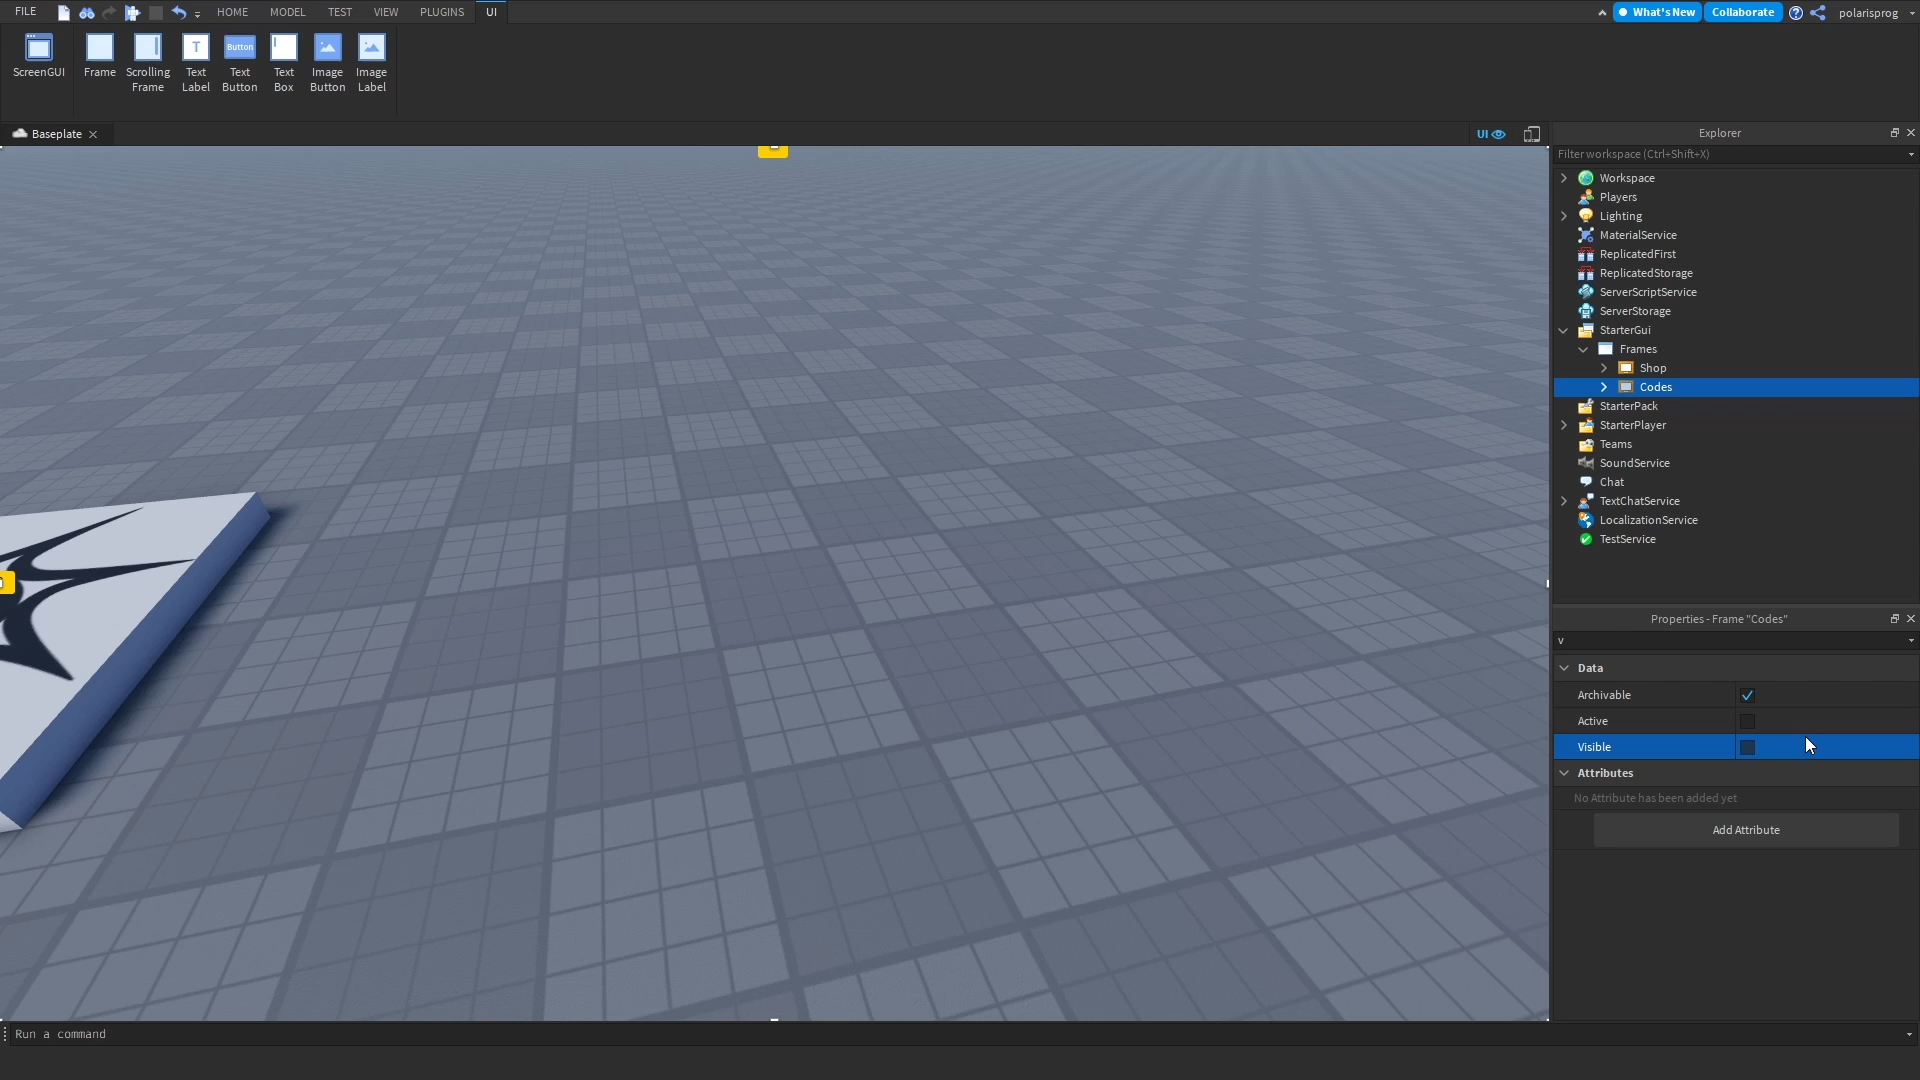 FILE
HOME
MODEL
TEST
VIEW
PLUGINS
UI
What's New
Collaborate
polarisprog
ScreenGUI
Frame
Scrolling
Frame
Text
Label
Button
Text
Button
Text
Box
Image
Button
Image
Label
T
Baseplate
UI
Explorer
Filter workspace (Ctrl+Shift+X)
Workspace
Players
Lighting
MaterialService
ReplicatedFirst
ReplicatedStorage
ServerScriptService
ServerStorage
StarterGui
Frames
Shop
Codes
StarterPack
StarterPlayer
Teams
SoundService
Chat
TextChatService
LocalizationService
TestService
Properties - Frame "Codes"
v
Data
Archivable
Active
Visible
Attributes
No Attribute has been added yet
Add Attribute
Run a command